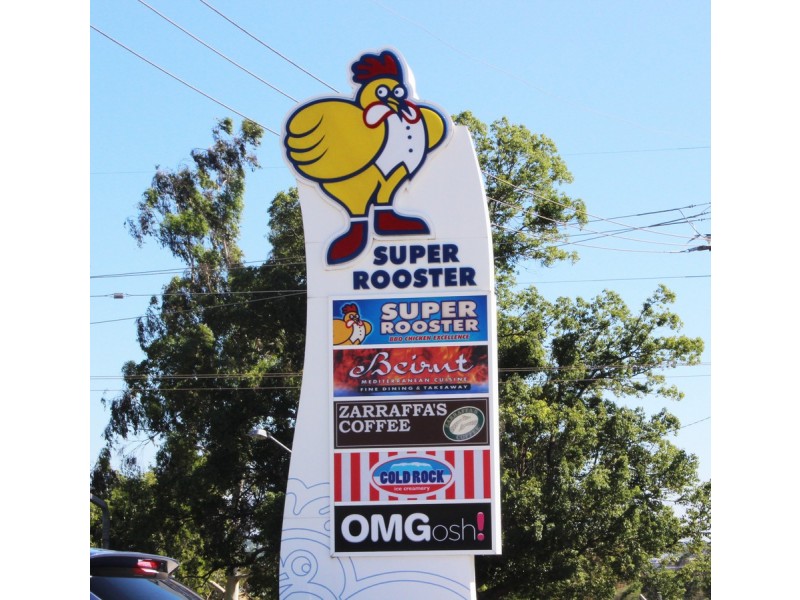 SUPER
ROOSTER
SUPER
ROOSTER
BBQ CHICKEN EXCELLENCE
Beirut
MEDITERRANEAN CUISINE
FINE DINING & TAKEAWAY
ZARRAFFA'S
COFFEE
COLD ROCK
ice creamery
OMGosh!